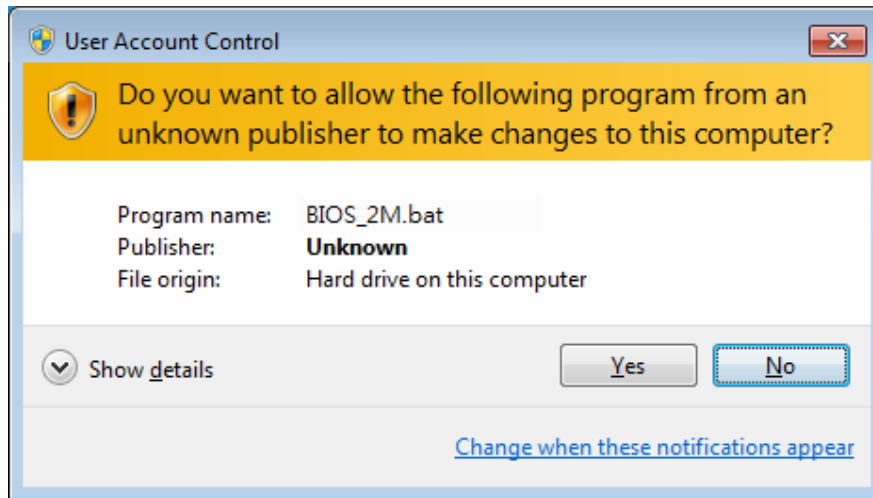 User Account Control
Do you want to allow the following program from an
unknown publisher to make changes to this computer?
Program name: BIOS_2M.bat
Publisher: Unknown
File origin: Hard drive on this computer
Show details
Yes
No
Change when these notifications appear